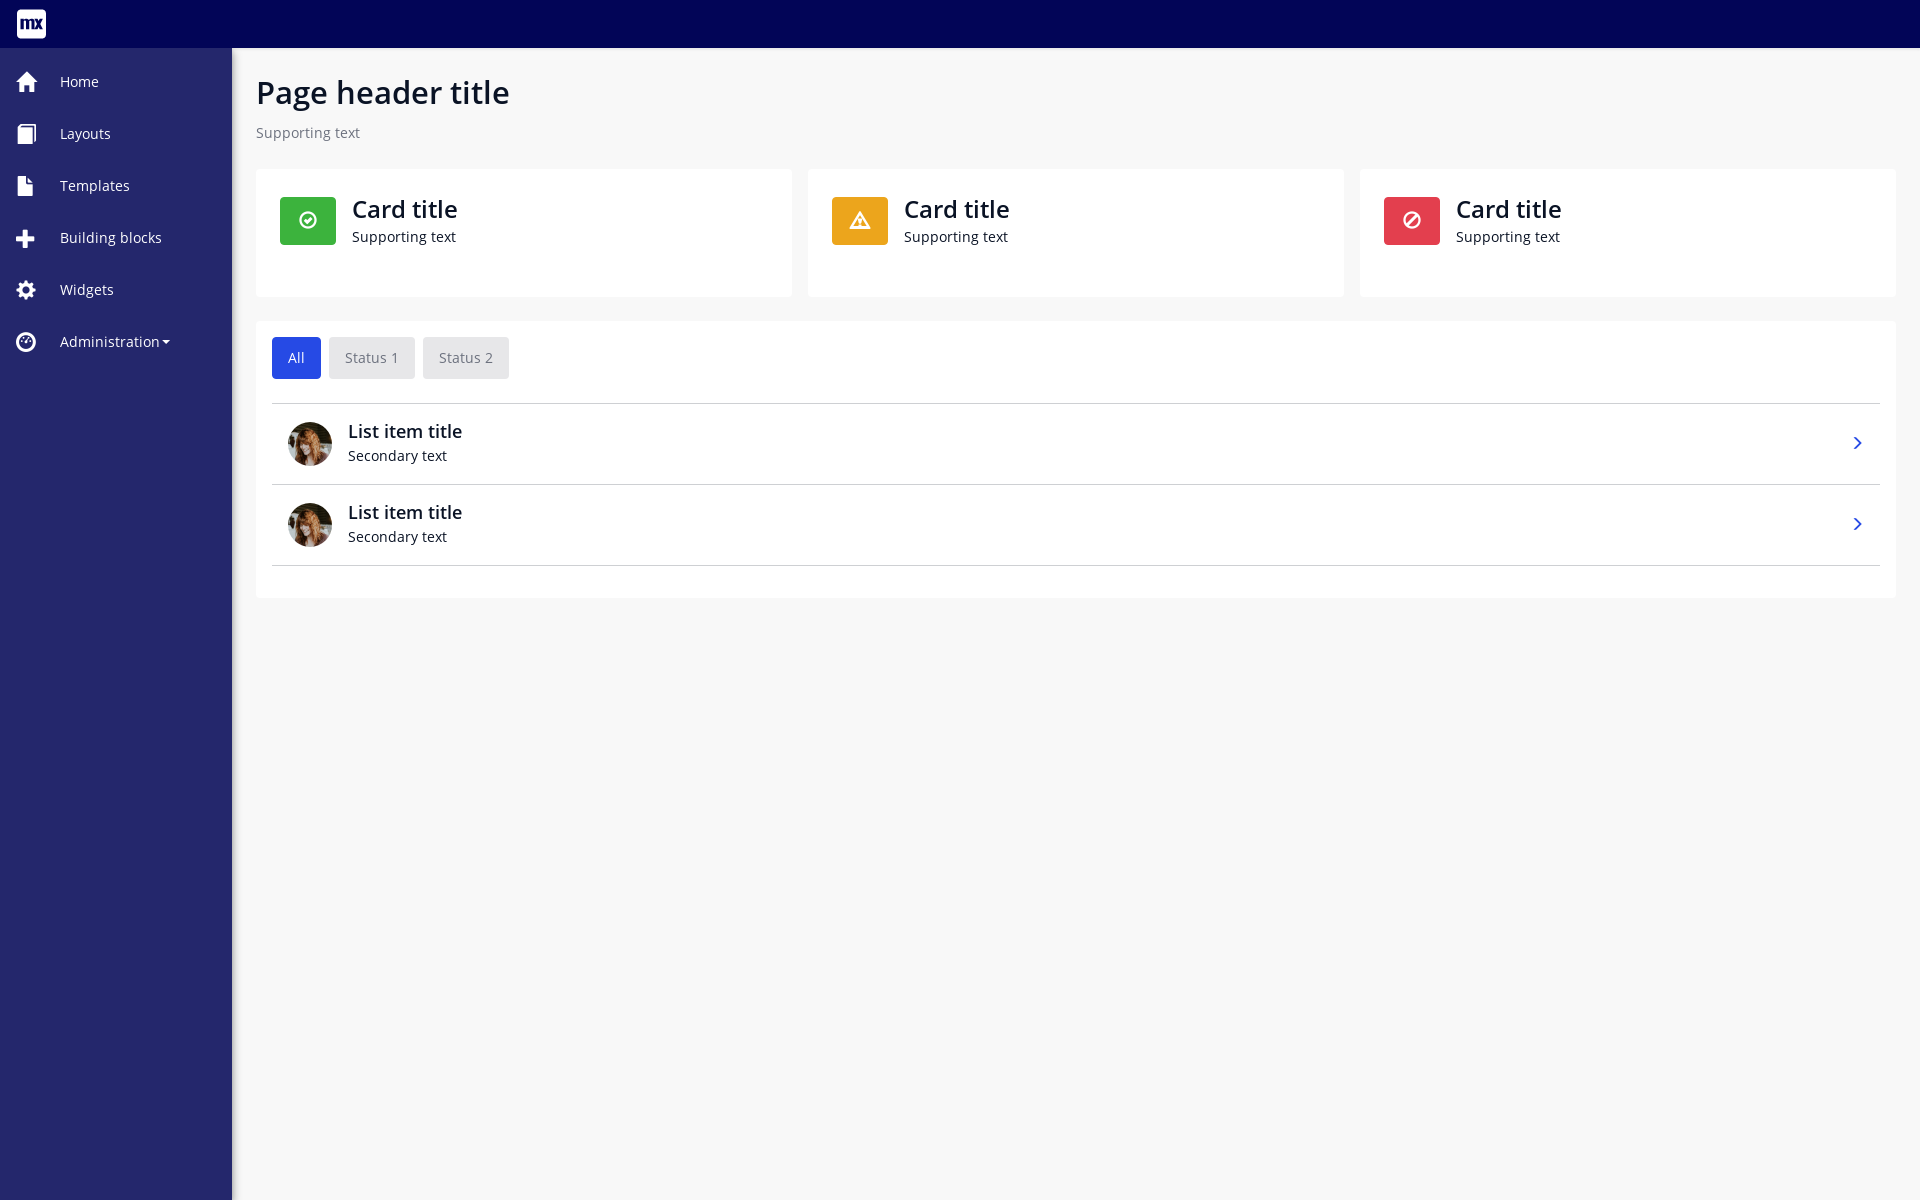 mx
Home
Layouts
Templates
Building blocks
Widgets
Administration
Page header title
Supporting text
Card title
Supporting text
Card title
Supporting text
Card title
Supporting text
All
Status 1
Status 2
List item title
Secondary text
List item title
Secondary text